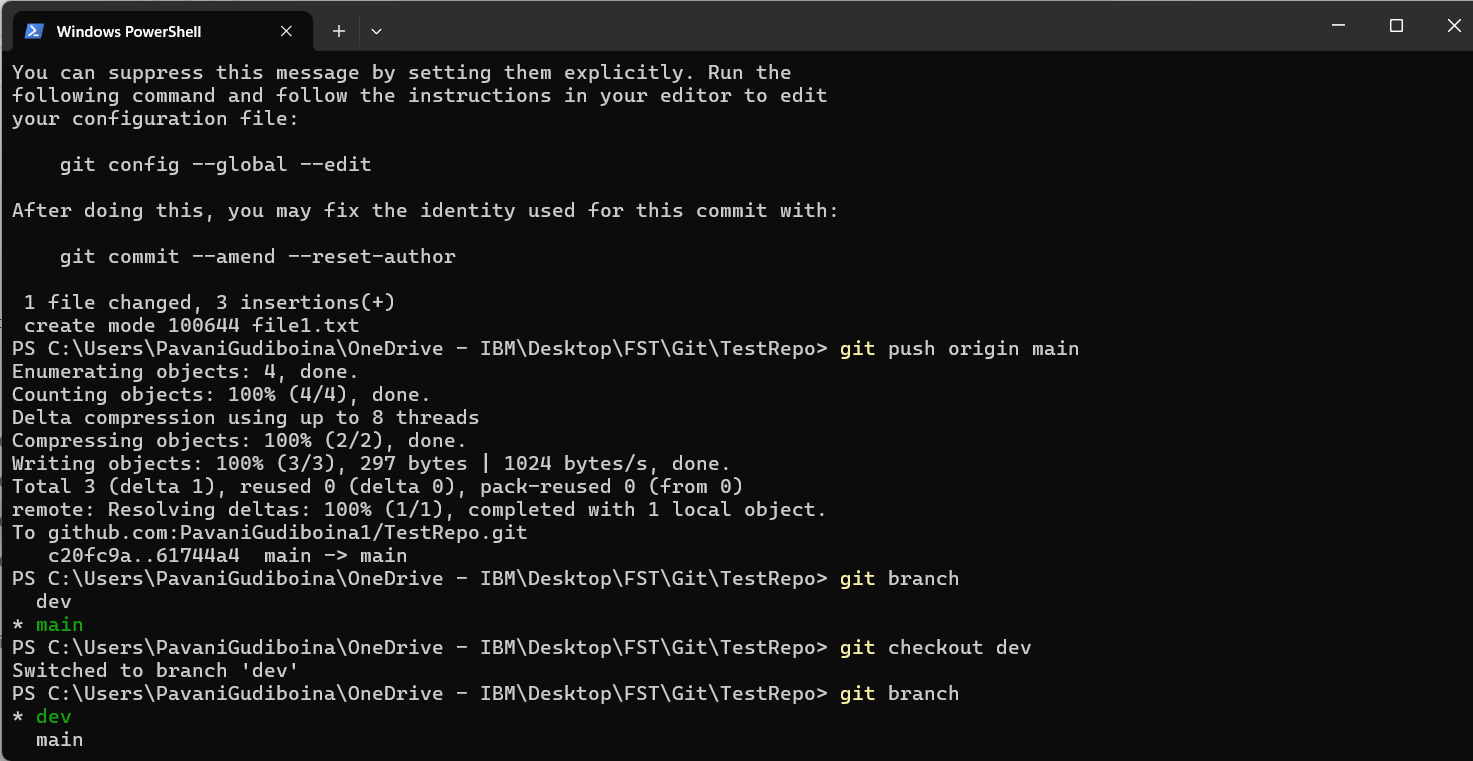 Windows PowerShell
You can suppress this message by setting them explicitly. Run the
following command and follow the instructions in your editor to edit
your configuration file:
git config --global --edit
After doing this, you may fix the identity used for this commit with:
git commit --amend --reset-author
1 file changed, 3 insertions(+)
create mode 100644 file1.txt
PS C:\Users\PavaniGudiboina\OneDrive - IBM\Desktop\FST\Git\TestRepo> git push origin main
Enumerating objects: 4, done.
Counting objects: 100% (4/4), done.
Delta compression using up to 8 threads
Compressing objects: 100% (2/2), done.
Writing objects: 100% (3/3), 297 bytes | 1024 bytes/s, done.
Total 3 (delta 1), reused 0 (delta 0), pack-reused 0 (from 0)
remote: Resolving deltas: 100% (1/1), completed with 1 local object.
To github.com:PavaniGudiboina1/TestRepo.git
c20fc9a..61744a4  main -> main
PS C:\Users\PavaniGudiboina\OneDrive - IBM\Desktop\FST\Git\TestRepo> git branch
dev
* main
PS C:\Users\PavaniGudiboina\OneDrive - IBM\Desktop\FST\Git\TestRepo> git checkout dev
Switched to branch 'dev'
PS C:\Users\PavaniGudiboina\OneDrive - IBM\Desktop\FST\Git\TestRepo> git branch
* dev
main